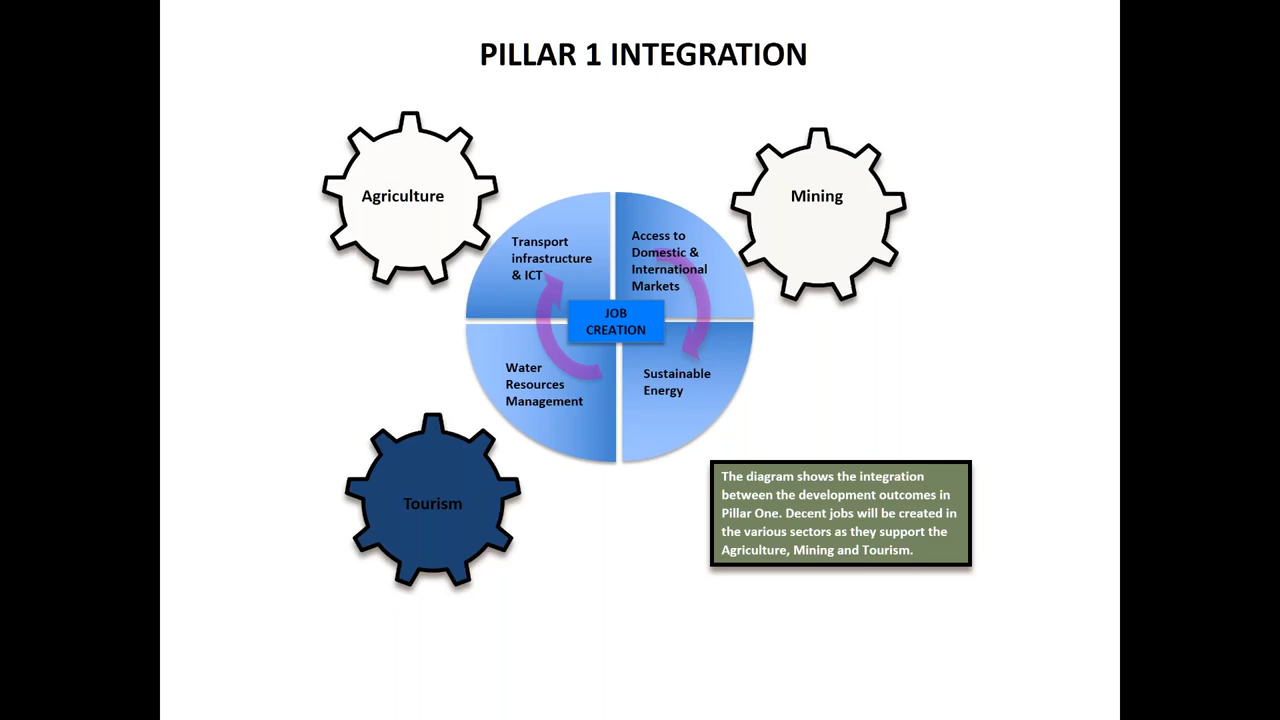 PILLAR 1 INTEGRATION
Agriculture
Mining
Transport
infrastructure
& ICT
Access to
Domestic &
International
Markets
JOB
CREATION
Water
Resources
Management
Sustainable
Energy
Tourism
The diagram shows the integration
between the development outcomes in
Pillar One. Decent jobs will be created in
the various sectors as they support the
Agriculture, Mining and Tourism.